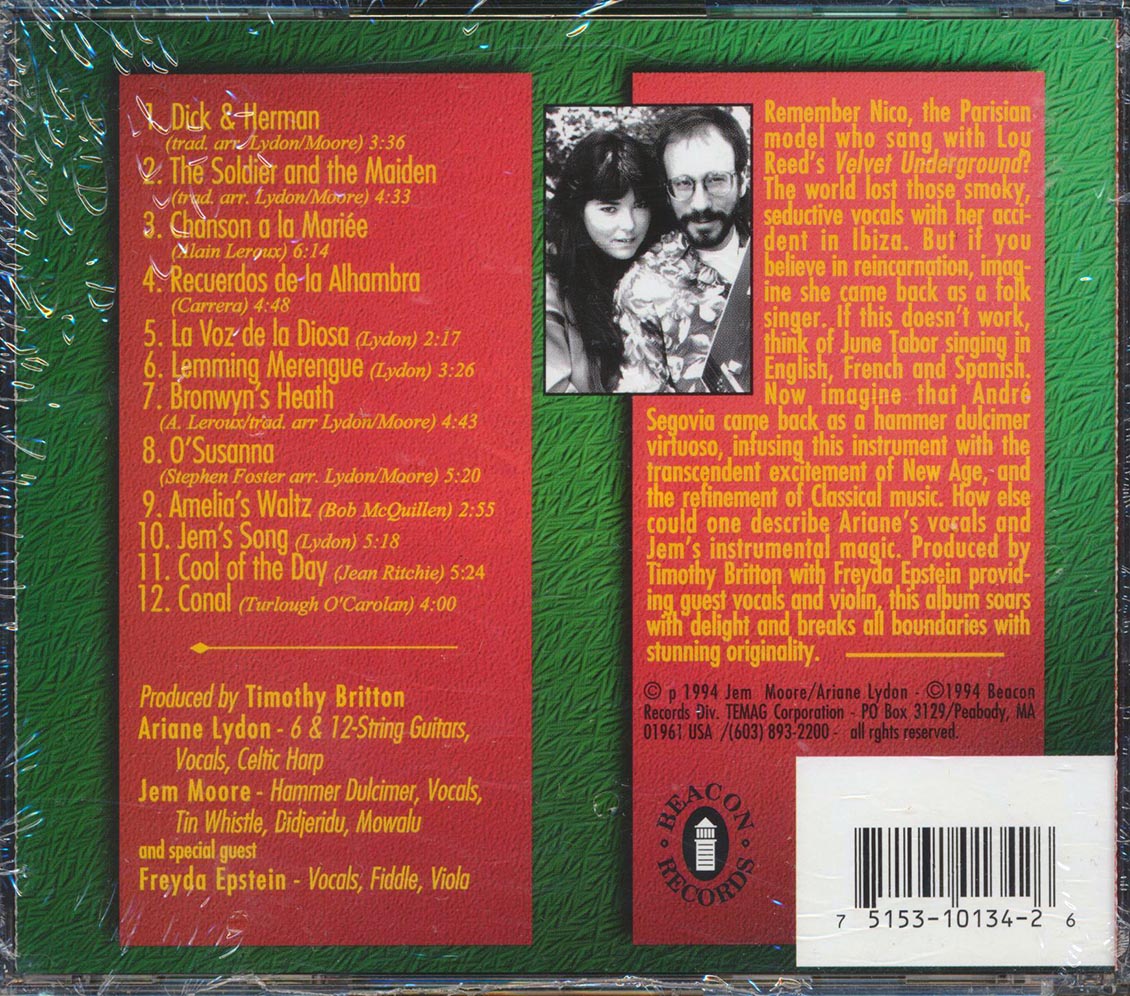 1. Dick & Herman
(trad. arr. Lydon/Moore) 3:36
2. The Soldier and the Maiden
(trad. arr. Lydon/Moore) 4:33
3. Chanson a la Mariée
(Alain Leroux) 6:14
4. Recuerdos de la Alhambra
(Carrera) 4:48
5. La Voz de la Diosa (Lydon) 2:17
6. Lemming Merengue (Lydon) 3:26
7. Bronwyn's Heath
(A. Leroux/trad. arr Lydon/Moore) 4:43
8. O'Susanna
(Stephen Foster arr. Lydon/Moore) 5:20
9. Amelia's Waltz (Bob McQuillen) 2:55
10. Jem's Song (Lydon) 5:18
11. Cool of the Day (Jean Ritchie) 5:24
12. Conal (Turlough O'Carolan) 4:00
Produced by Timothy Britton
Ariane Lydon - 6 & 12-String Guitars,
Vocals, Celtic Harp
Jem Moore - Hammer Dulcimer, Vocals,
Tin Whistle, Didjeridu, Mowalu
and special guest
Freyda Epstein - Vocals, Fiddle, Viola
Remember Nico, the Parisian
model who sang with Lou
Reed's Velvet Underground?
The world lost those smoky,
seductive vocals with her acci-
dent in Ibiza. But if you
believe in reincarnation, imag-
ine she came back as a folk
singer. If this doesn't work,
think of June Tabor singing in
English, French and Spanish.
Now imagine that André
Segovia came back as a hammer dulcimer
virtuoso, infusing this instrument with the
transcendent excitement of New Age, and
the refinement of Classical music. How else
could one describe Ariane's vocals and
Jem's instrumental magic. Produced by
Timothy Britton with Freyda Epstein provid-
ing guest vocals and violin, this album soars
with delight and breaks all boundaries with
stunning originality.
© p 1994 Jem Moore/Ariane Lydon - ©1994 Beacon
Records Div. TEMAG Corporation - PO Box 3129/Peabody, MA
01961 USA /(603) 893-2200 - all rghts reserved.
BEACON
RECORDS
7 5153-10134-2 6